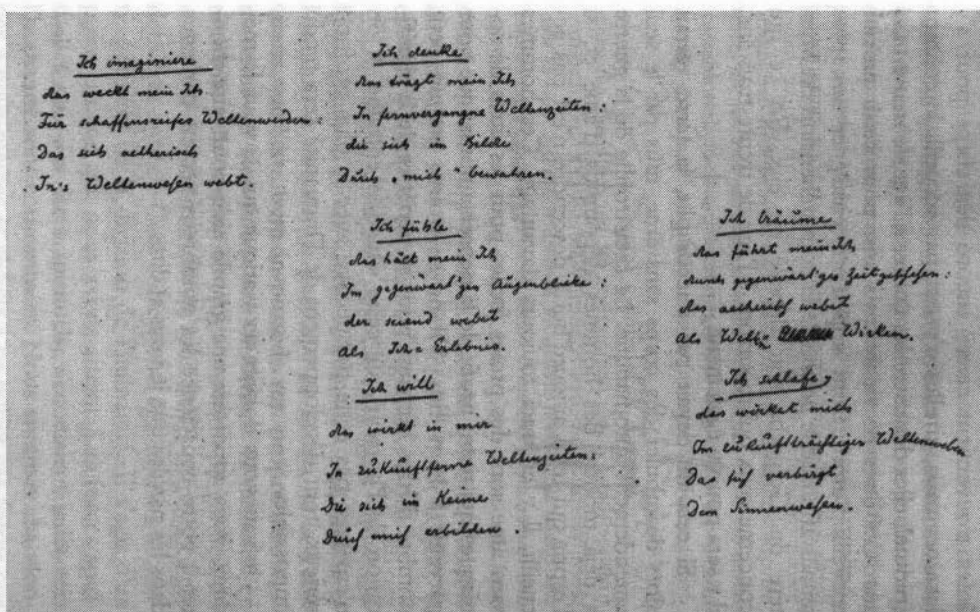 Ich imaginiere
das weckt mein Ich
Für schaffensreifes Weltenwerden:
Das sich aetherisch
In's Weltenwesen webt.
Ich denke
das trägt mein Ich
In fernvergangne Weltenzeiten:
die sich im Bilde
Durch „mich“ bewahren.
Ich fühle
das hält mein Ich
Im gegenwärt'gen Augenblicke:
der seiend webet
Als Ich-Erlebnis.
Ich will
das wirkt in mir
In zukunftferne Weltenzeiten:
Die sich im Keime
Durch mich erbilden.
Ich träume
das führt mein Ich
durch gegenwärt'ges Zeitgeschehen:
das aetherisch webet
Als Welten Wirken.
Ich schlafe,
das wirket mich
Im zukunftträchtigen Weltenweben
Das sich verbirgt
Dem Sinnenwesen.